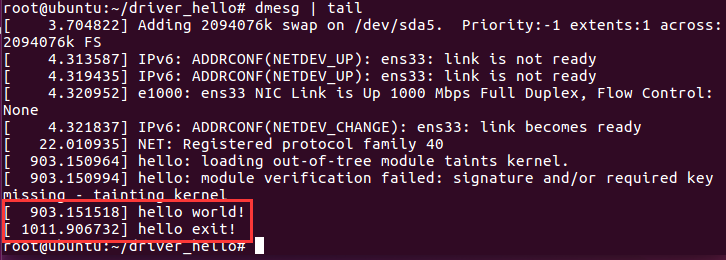 root@ubuntu:~/driver_hello# dmesg | tail
[    3.704822] Adding 2094076k swap on /dev/sda5.  Priority:-1 extents:1 across:
2094076k FS
[    4.313587] IPv6: ADDRCONF(NETDEV_UP): ens33: link is not ready
[    4.319435] IPv6: ADDRCONF(NETDEV_UP): ens33: link is not ready
[    4.320952] e1000: ens33 NIC Link is Up 1000 Mbps Full Duplex, Flow Control:
None
[    4.321837] IPv6: ADDRCONF(NETDEV_CHANGE): ens33: link becomes ready
[   22.010935] NET: Registered protocol family 40
[  903.150964] hello: loading out-of-tree module taints kernel.
[  903.150994] hello: module verification failed: signature and/or required key
missing - tainting kernel
[  903.151518] hello world!
[ 1011.906732] hello exit!
root@ubuntu:~/driver_hello#